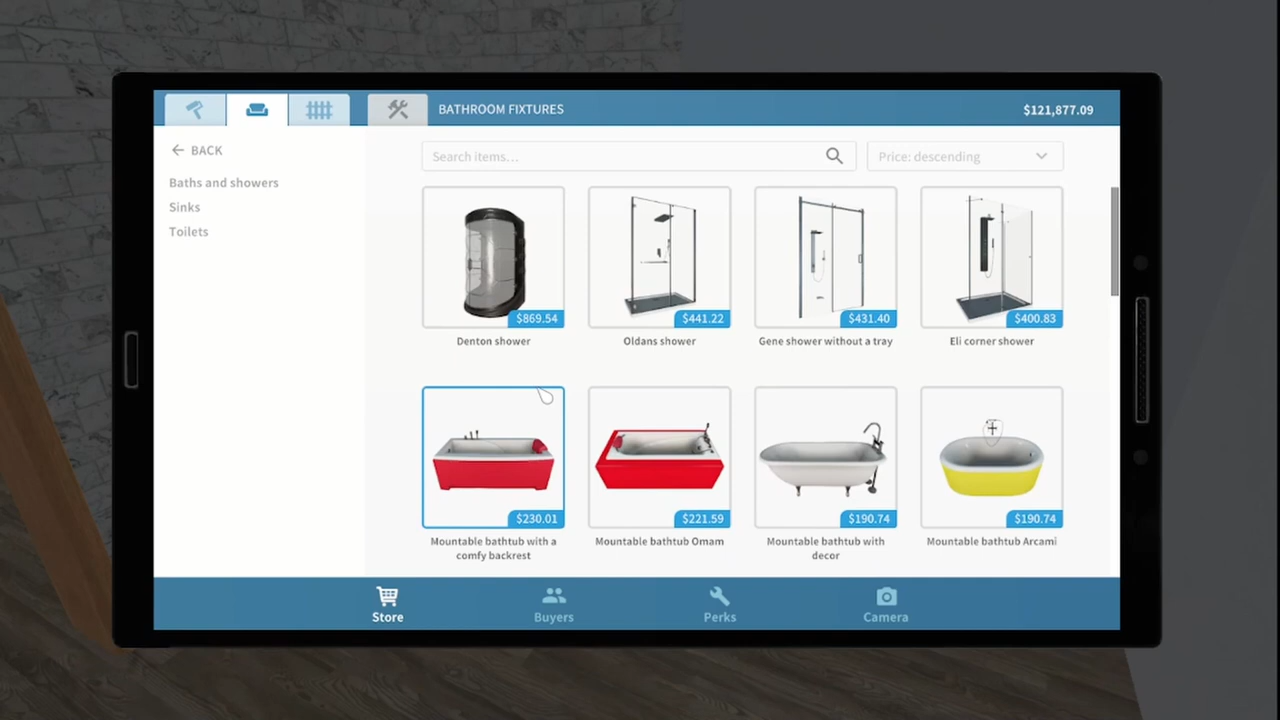 BATHROOM FIXTURES
$121,877.09
BACK
Search items...
Price: descending
Baths and showers
Sinks
Toilets
$869.54
$441.22
$431.40
$400.83
Denton shower
Oldans shower
Gene shower without a tray
Eli corner shower
$230.01
$221.59
$190.74
$190.74
Mountable bathtub with a
comfy backrest
Mountable bathtub Omam
Mountable bathtub with
decor
Mountable bathtub Arcami
Store
Buyers
Perks
Camera